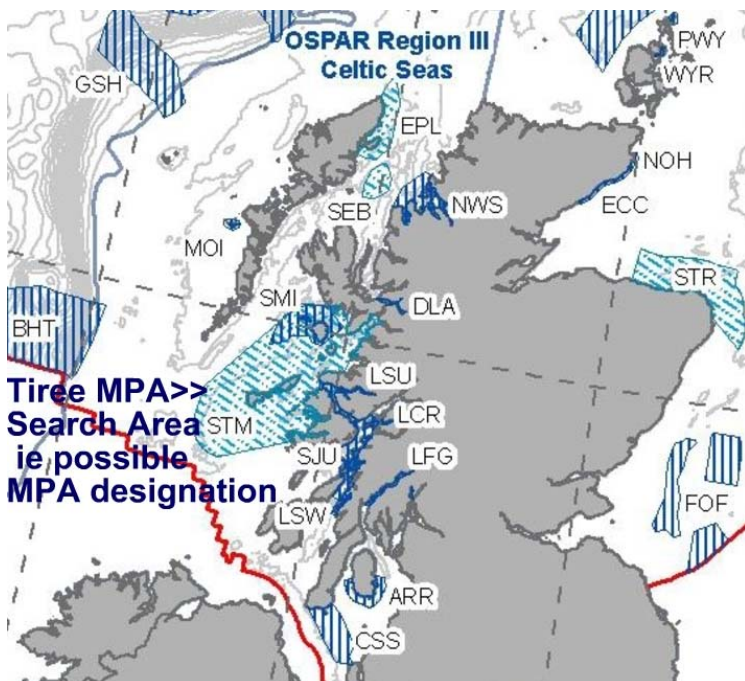 OSPAR Region III
Celtic Seas
PWY
WYR
GSH
EPL
NOH
ECC
SEB
NWS
MOI
STR
SMI
DLA
BHT
Tiree MPA>>
Search Area
ie possible
MPA designation
LSU
STM
LCR
SJU
LFG
LSW
FOF
ARR
CSS